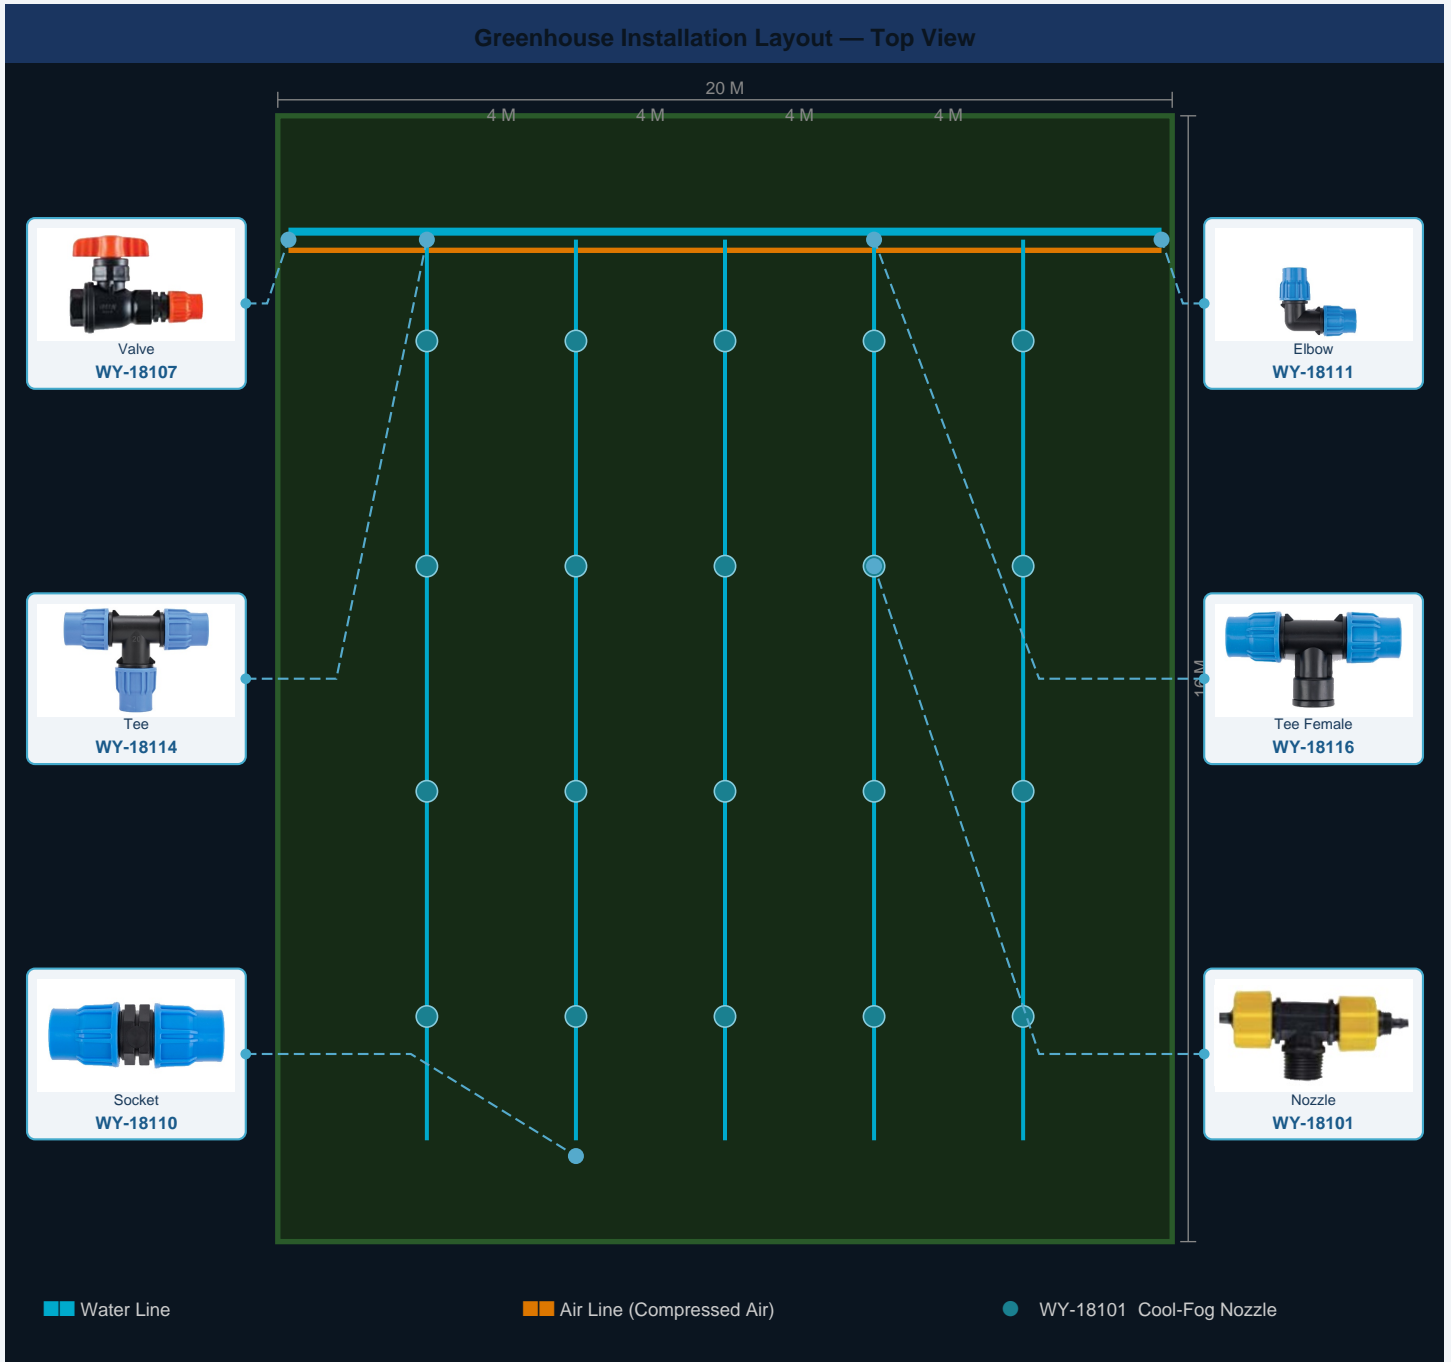 Greenhouse Installation Layout — Top View
20 M
4 M 4 M 4 M 4 M
Valve
WY-18107
Elbow
WY-18111
16 M
Tee
WY-18114
Tee Female
WY-18116
Socket
WY-18110
Nozzle
WY-18101
Water Line
Air Line (Compressed Air)
WY-18101 Cool-Fog Nozzle